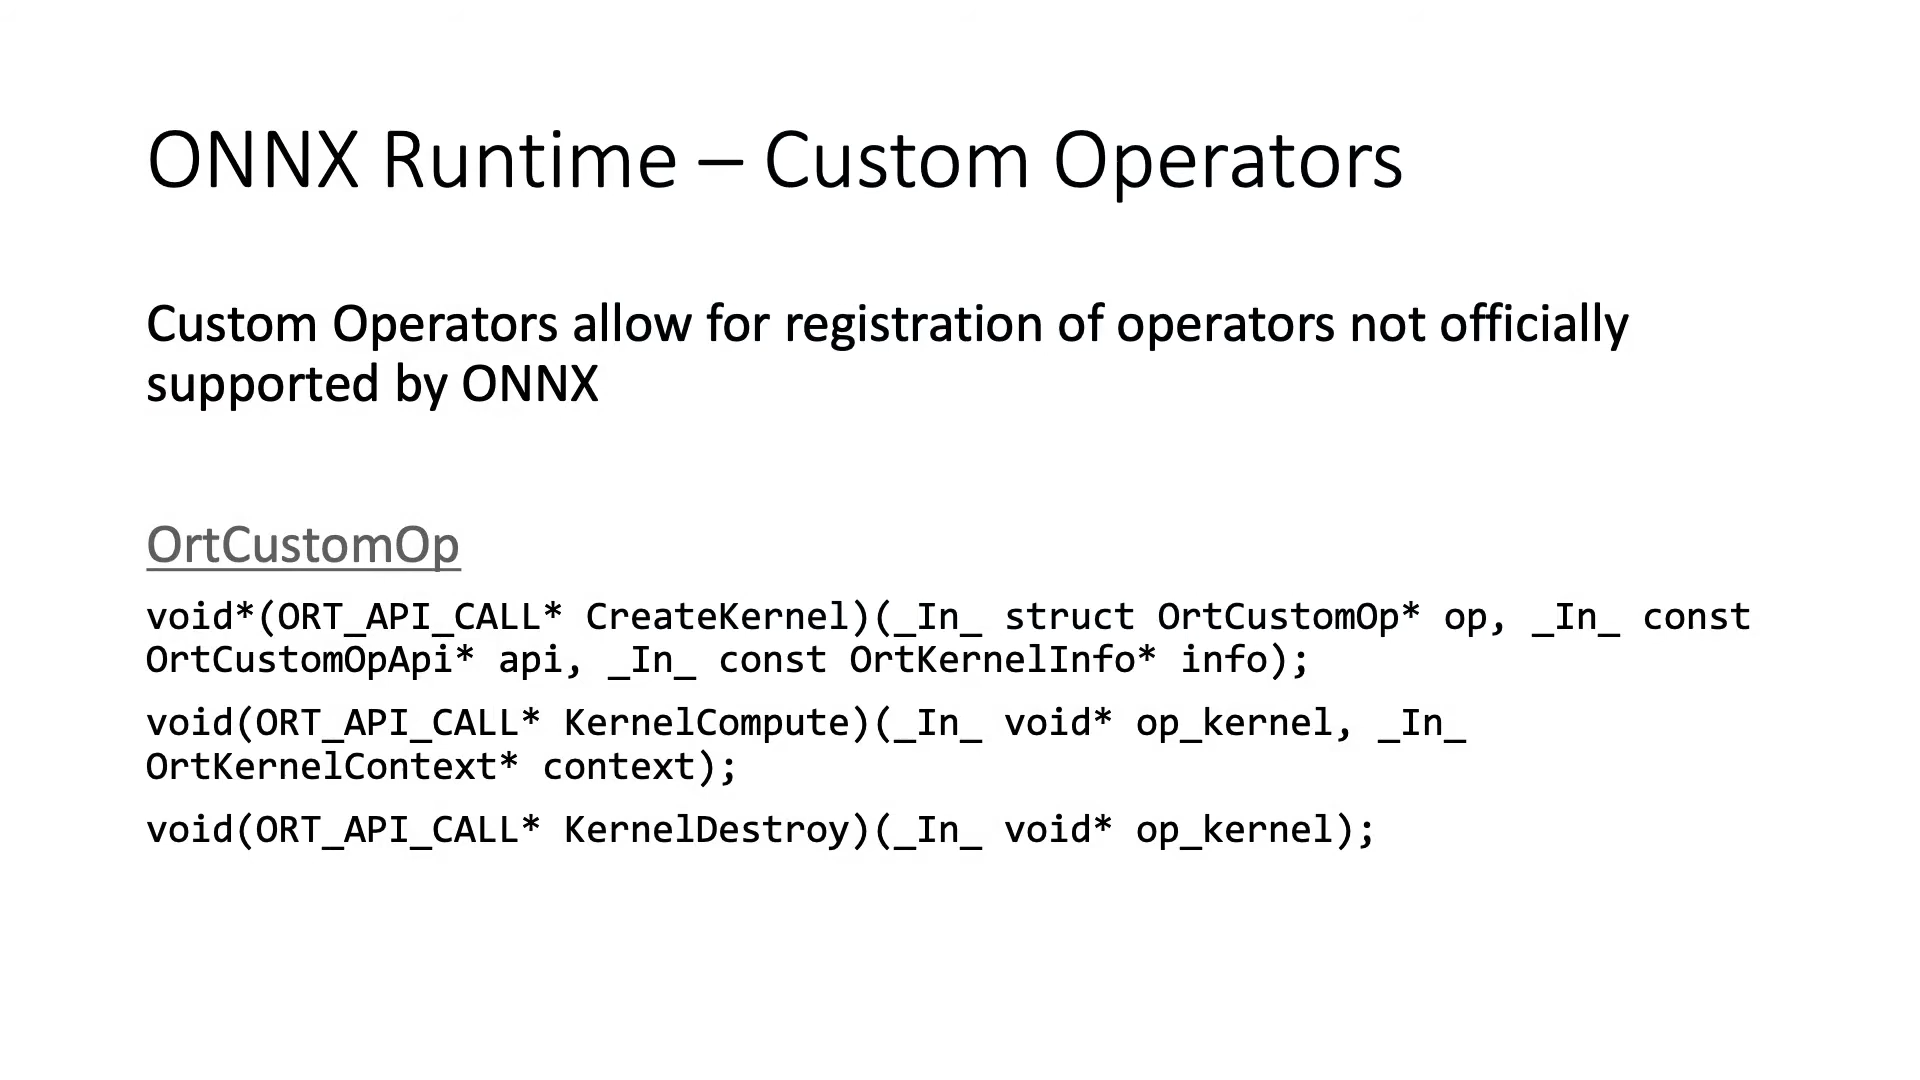 ONNX Runtime – Custom Operators
Custom Operators allow for registration of operators not officially
supported by ONNX
OrtCustomOp
void*(ORT_API_CALL* CreateKernel)(_In_ struct OrtCustomOp* op, _In_ const
OrtCustomOpApi* api, _In_ const OrtKernelInfo* info);
void(ORT_API_CALL* KernelCompute)(_In_ void* op_kernel, _In_
OrtKernelContext* context);
void(ORT_API_CALL* KernelDestroy)(_In_ void* op_kernel);